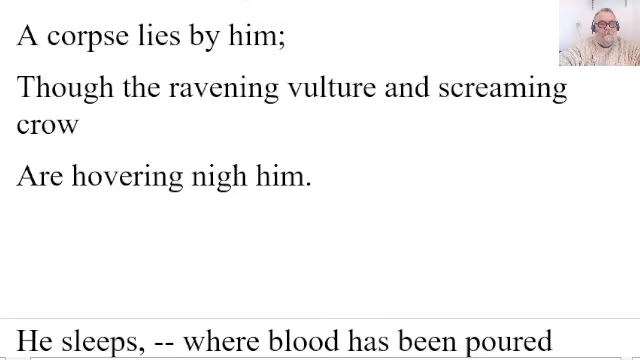 A corpse lies by him;
Though the ravening vulture and screaming
crow
Are hovering nigh him.
He sleeps, -- where blood has been poured